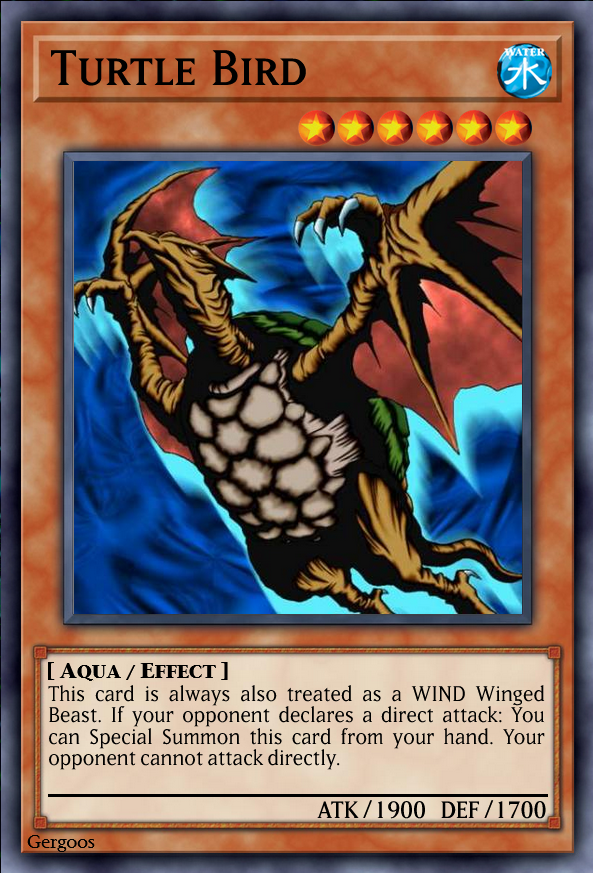 Turtle Bird
WATER
水
[ Aqua / Effect ]
This card is always also treated as a WIND Winged
Beast. If your opponent declares a direct attack: You
can Special Summon this card from your hand. Your
opponent cannot attack directly.
ATK/1900 DEF/1700
Gergoos